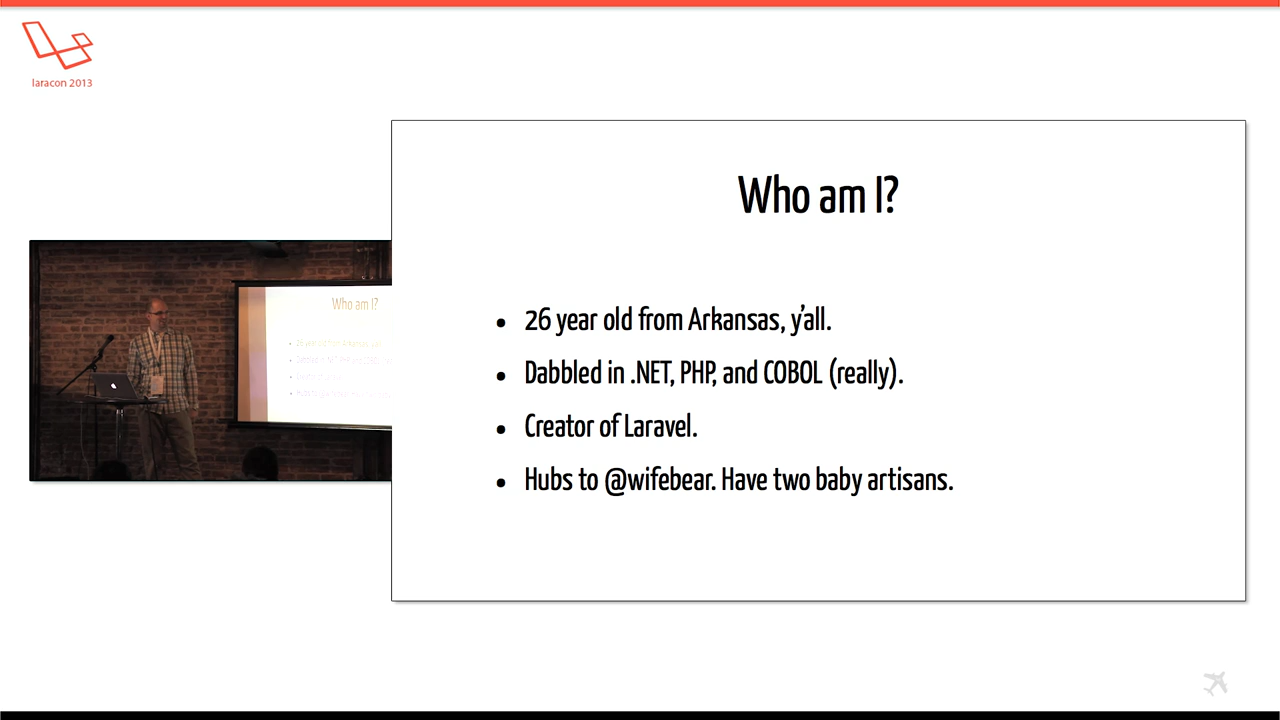 laracon 2013
Who am I?
Who am I?
26 year old from Arkansas, y'all.
Dabbled in .NET, PHP, and COBOL (really).
Creator of Laravel.
Hubs to @wifebear. Have two baby artisans.